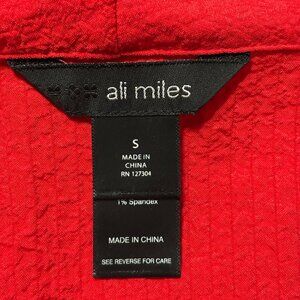 ali miles
S
MADE IN
CHINA
RN 127304
1% Spandex
MADE IN CHINA
SEE REVERSE FOR CARE